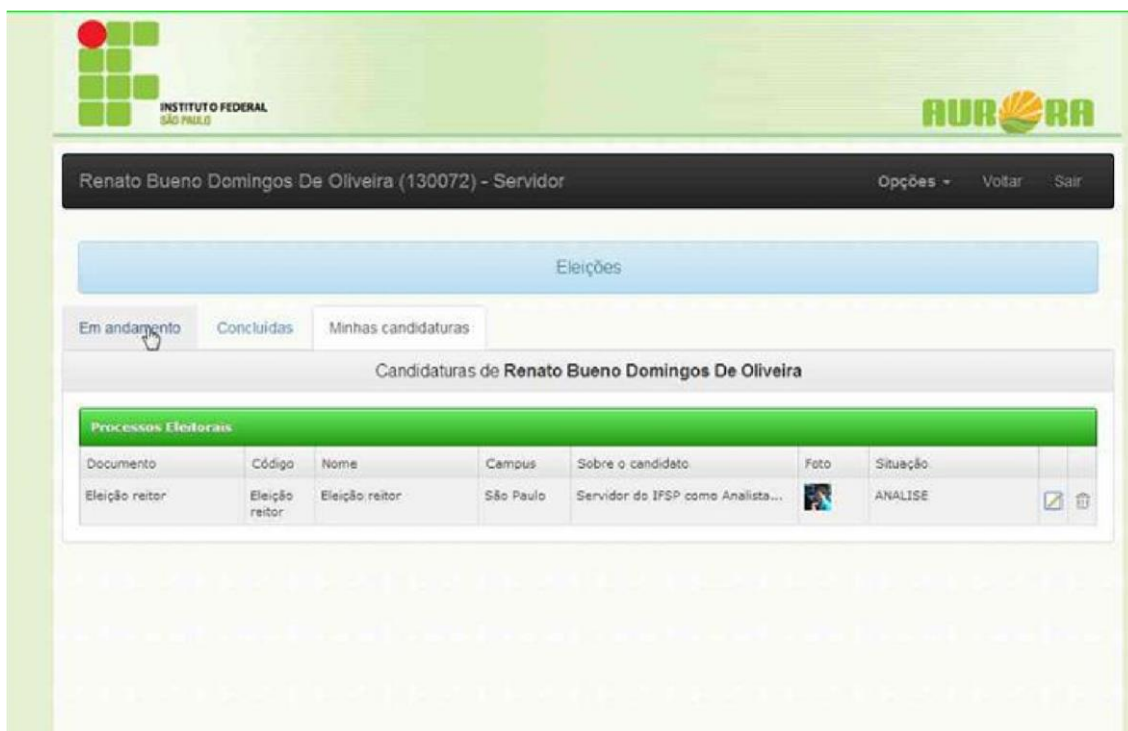 INSTITUTO FEDERAL
SÃO PAULO
AURORA
Renato Bueno Domingos De Oliveira (130072) - Servidor
Opções Voltar Sair
Eleições
Em andamento Concluídas Minhas candidaturas
Candidaturas de Renato Bueno Domingos De Oliveira
Processos Eleitorais
Documento Código Nome Campus Sobre o candidato Foto Situação
Eleição reitor Eleição reitor São Paulo Servidor do IFSP como Analista... ANALISE
Eleição
reitor